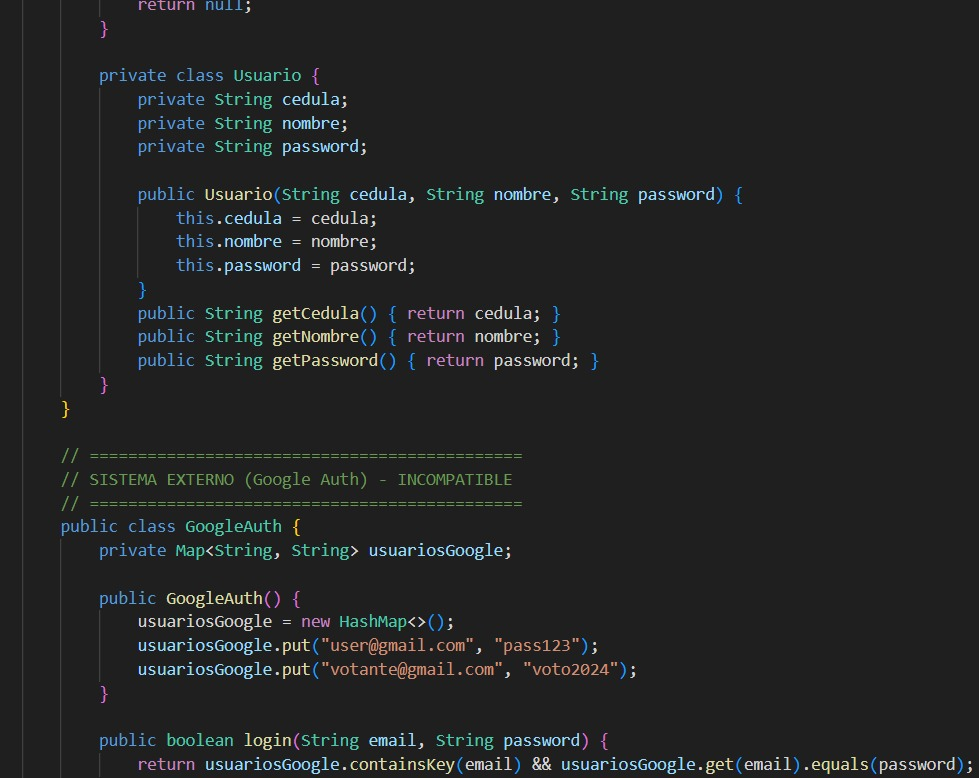 return null;
}
private class Usuario {
private String cedula;
private String nombre;
private String password;
public Usuario(String cedula, String nombre, String password) {
this.cedula = cedula;
this.nombre = nombre;
this.password = password;
}
public String getCedula() { return cedula; }
public String getNombre() { return nombre; }
public String getPassword() { return password; }
}
}
// =============================================
// SISTEMA EXTERNO (Google Auth) - INCOMPATIBLE
// =============================================
public class GoogleAuth {
private Map<String, String> usuariosGoogle;
public GoogleAuth() {
usuariosGoogle = new HashMap<>();
usuariosGoogle.put("user@gmail.com", "pass123");
usuariosGoogle.put("votante@gmail.com", "voto2024");
}
public boolean login(String email, String password) {
return usuariosGoogle.containsKey(email) && usuariosGoogle.get(email).equals(password);